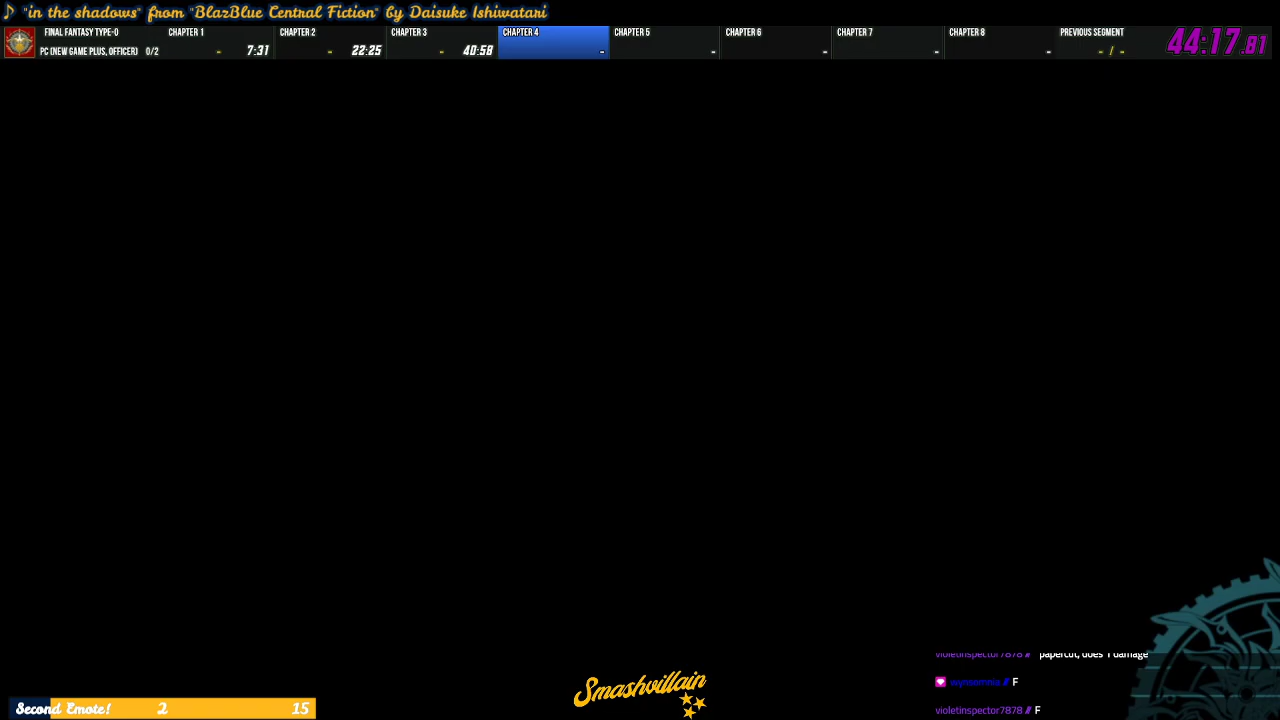 ♪ "in the shadows" from "BlazBlue Central Fiction" by Daisuke Ishiwatari
FINAL FANTASY TYPE-0
PC (NEW GAME PLUS, OFFICER) 0/2
CHAPTER 1
- 7:31
CHAPTER 2
- 22:25
CHAPTER 3
- 40:58
CHAPTER 4
-
CHAPTER 5
-
CHAPTER 6
-
CHAPTER 7
-
CHAPTER 8
-
PREVIOUS SEGMENT
- / -
44:17.81
violetinspector7878 // papercut, does 1 damage
wynsomnia // F
violetinspector7878 // F
Smashvillain
Second Emote! 2 15